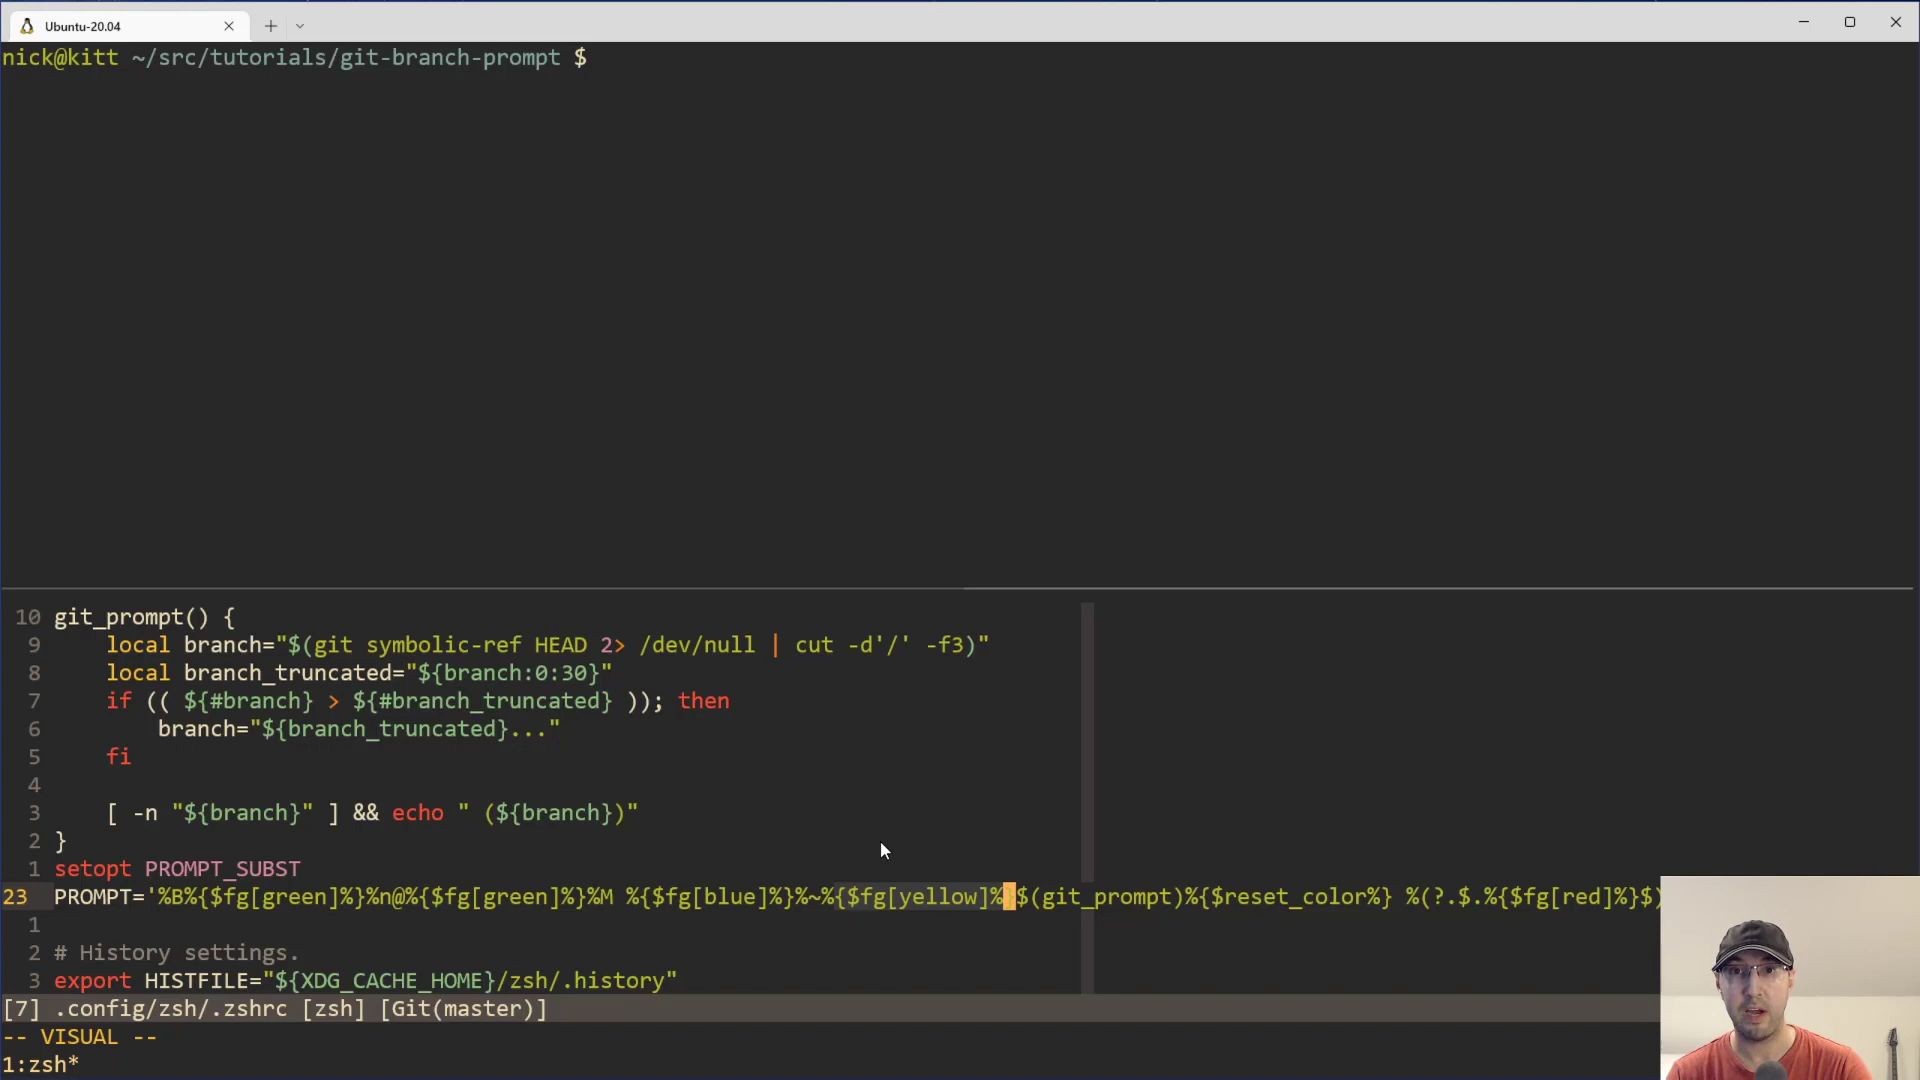 Ubuntu-20.04
nick@kitt ~/src/tutorials/git-branch-prompt $
10 git_prompt() {
9 local branch="$(git symbolic-ref HEAD 2> /dev/null | cut -d'/' -f3)"
8 local branch_truncated="${branch:0:30}"
7 if (( ${#branch} > ${#branch_truncated} )); then
6 branch="${branch_truncated}..."
5 fi
4
3 [ -n "${branch}" ] && echo " (${branch})"
2 }
1 setopt PROMPT_SUBST
23 PROMPT='%B%{$fg[green]%}%n@%{$fg[green]%}%M %{$fg[blue]%}%~%{$fg[yellow]%}$(git_prompt)%{$reset_color%} %(?.$.%{$fg[red]%}$)
1
2 # History settings.
3 export HISTFILE="${XDG_CACHE_HOME}/zsh/.history"
[7] .config/zsh/.zshrc [zsh] [Git(master)]
-- VISUAL --
1:zsh*